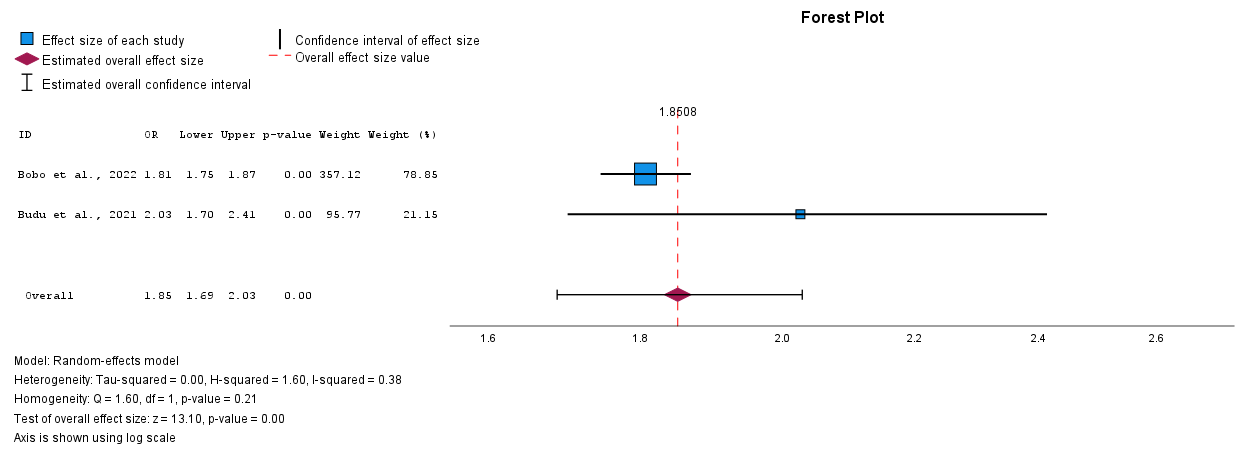 Forest Plot
Effect size of each study
Confidence interval of effect size
Estimated overall effect size
Overall effect size value
Estimated overall confidence interval
1.8508
ID OR Lower Upper p-value Weight Weight (%)
Bobo et al., 2022 1.81 1.75 1.87 0.00 357.12 78.85
Budu et al., 2021 2.03 1.70 2.41 0.00 95.77 21.15
Overall 1.85 1.69 2.03 0.00
1.6 1.8 2.0 2.2 2.4 2.6
Model: Random-effects model
Heterogeneity: Tau-squared = 0.00, H-squared = 1.60, I-squared = 0.38
Homogeneity: Q = 1.60, df = 1, p-value = 0.21
Test of overall effect size: z = 13.10, p-value = 0.00
Axis is shown using log scale